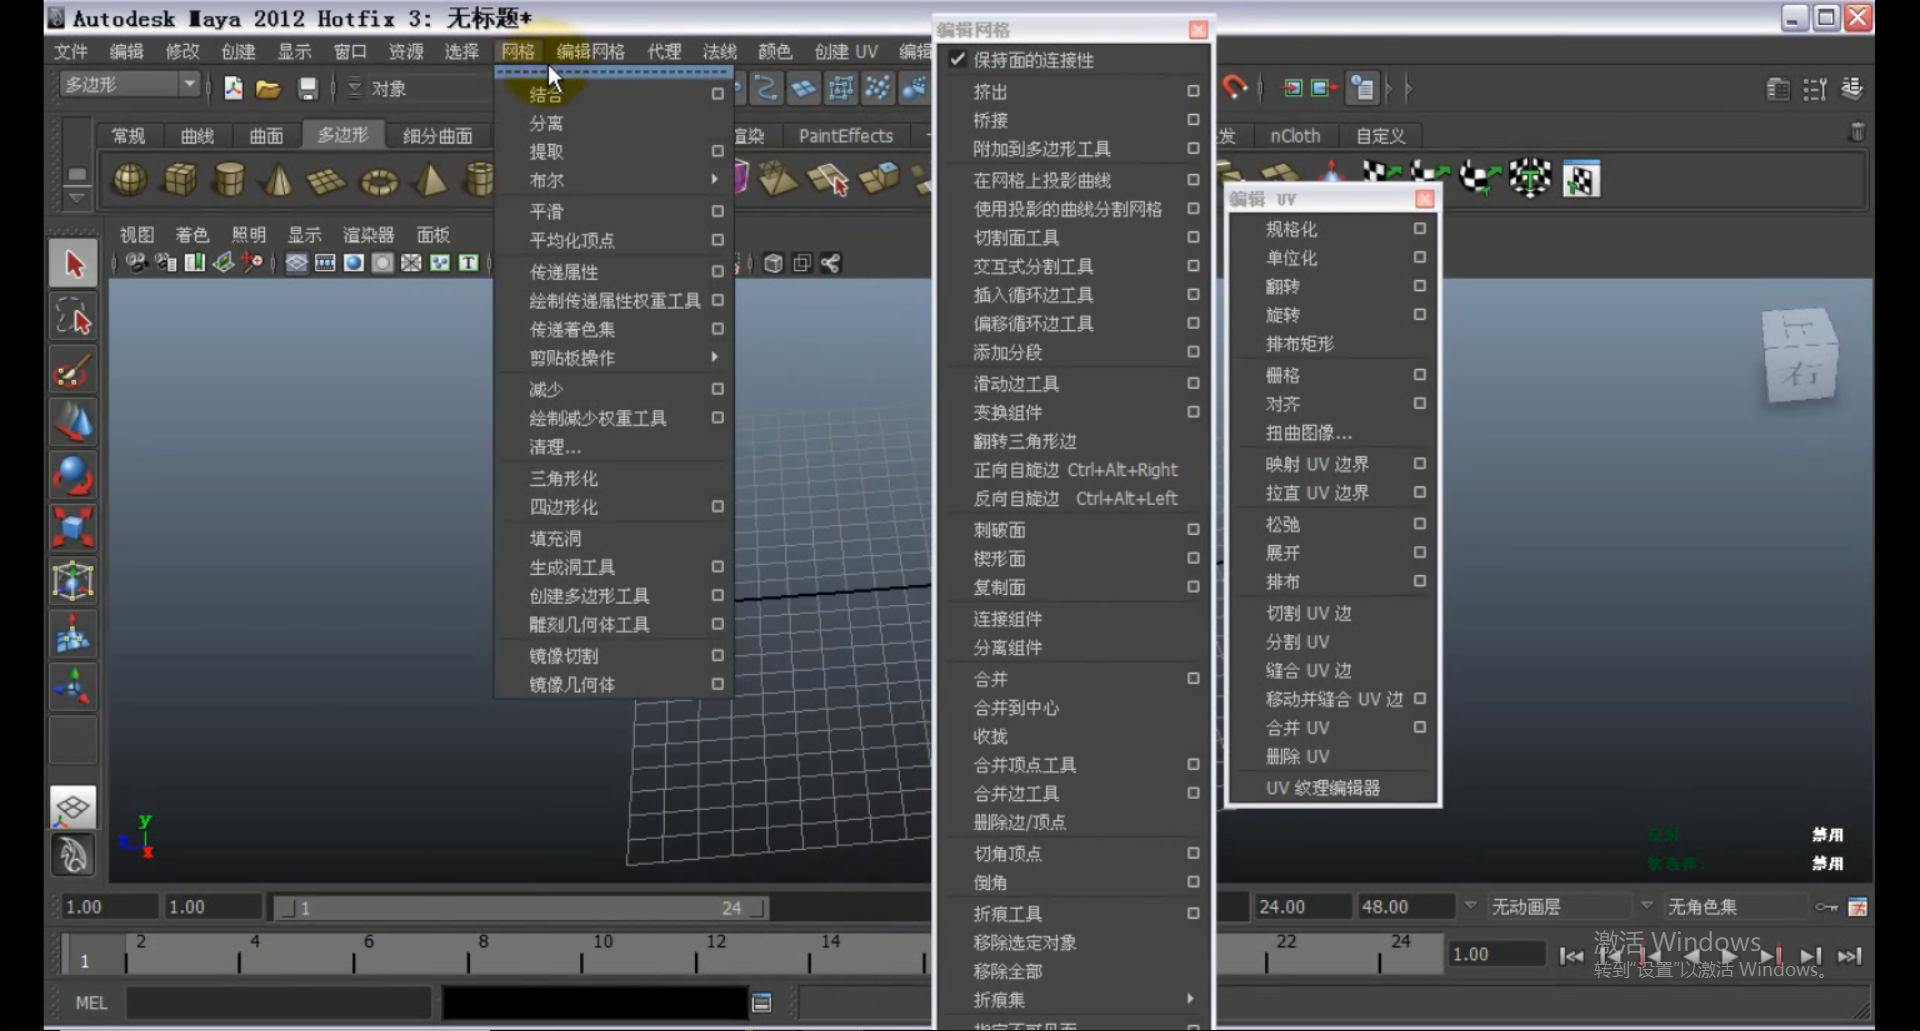 Autodesk Maya 2012 Hotfix 3: 无标题*
文件 编辑 修改 创建 显示 窗口 资源 选择 网格 编辑网格 代理 法线 颜色 创建 UV 编辑
多边形
对象
常规 曲线 曲面 多边形 细分曲面
PaintEffects
nCloth 自定义
视图 着色 照明 显示 渲染器 面板
结合
分离
提取
布尔
平滑
平均化顶点
传递属性
绘制传递属性权重工具
传递著色集
剪贴板操作
减少
绘制减少权重工具
清理...
三角形化
四边形化
填充洞
生成洞工具
创建多边形工具
雕刻几何体工具
镜像切割
镜像几何体
编辑网格
保持面的连接性
挤出
桥接
附加到多边形工具
在网格上投影曲线
使用投影的曲线分割网格
切割面工具
交互式分割工具
插入循环边工具
偏移循环边工具
添加分段
滑动边工具
变换组件
翻转三角形边
正向自旋边 Ctrl+Alt+Right
反向自旋边 Ctrl+Alt+Left
刺破面
楔形面
复制面
连接组件
分离组件
合并
合并到中心
收拢
合并顶点工具
合并边工具
删除边/顶点
切角顶点
倒角
折痕工具
移除选定对象
移除全部
折痕集
编辑 UV
规格化
单位化
翻转
旋转
排布矩形
栅格
对齐
扭曲图像...
映射 UV 边界
拉直 UV 边界
松弛
展开
排布
切割 UV 边
分割 UV
缝合 UV 边
移动并缝合 UV 边
合并 UV
删除 UV
UV 纹理编辑器
右
y
x
禁用
禁用
1.00 1.00 1 24 24.00 48.00 无动画层 无角色集
1 2 4 6 8 10 12 14 22 24 1.00
激活 Windows
转到"设置"以激活 Windows。
MEL